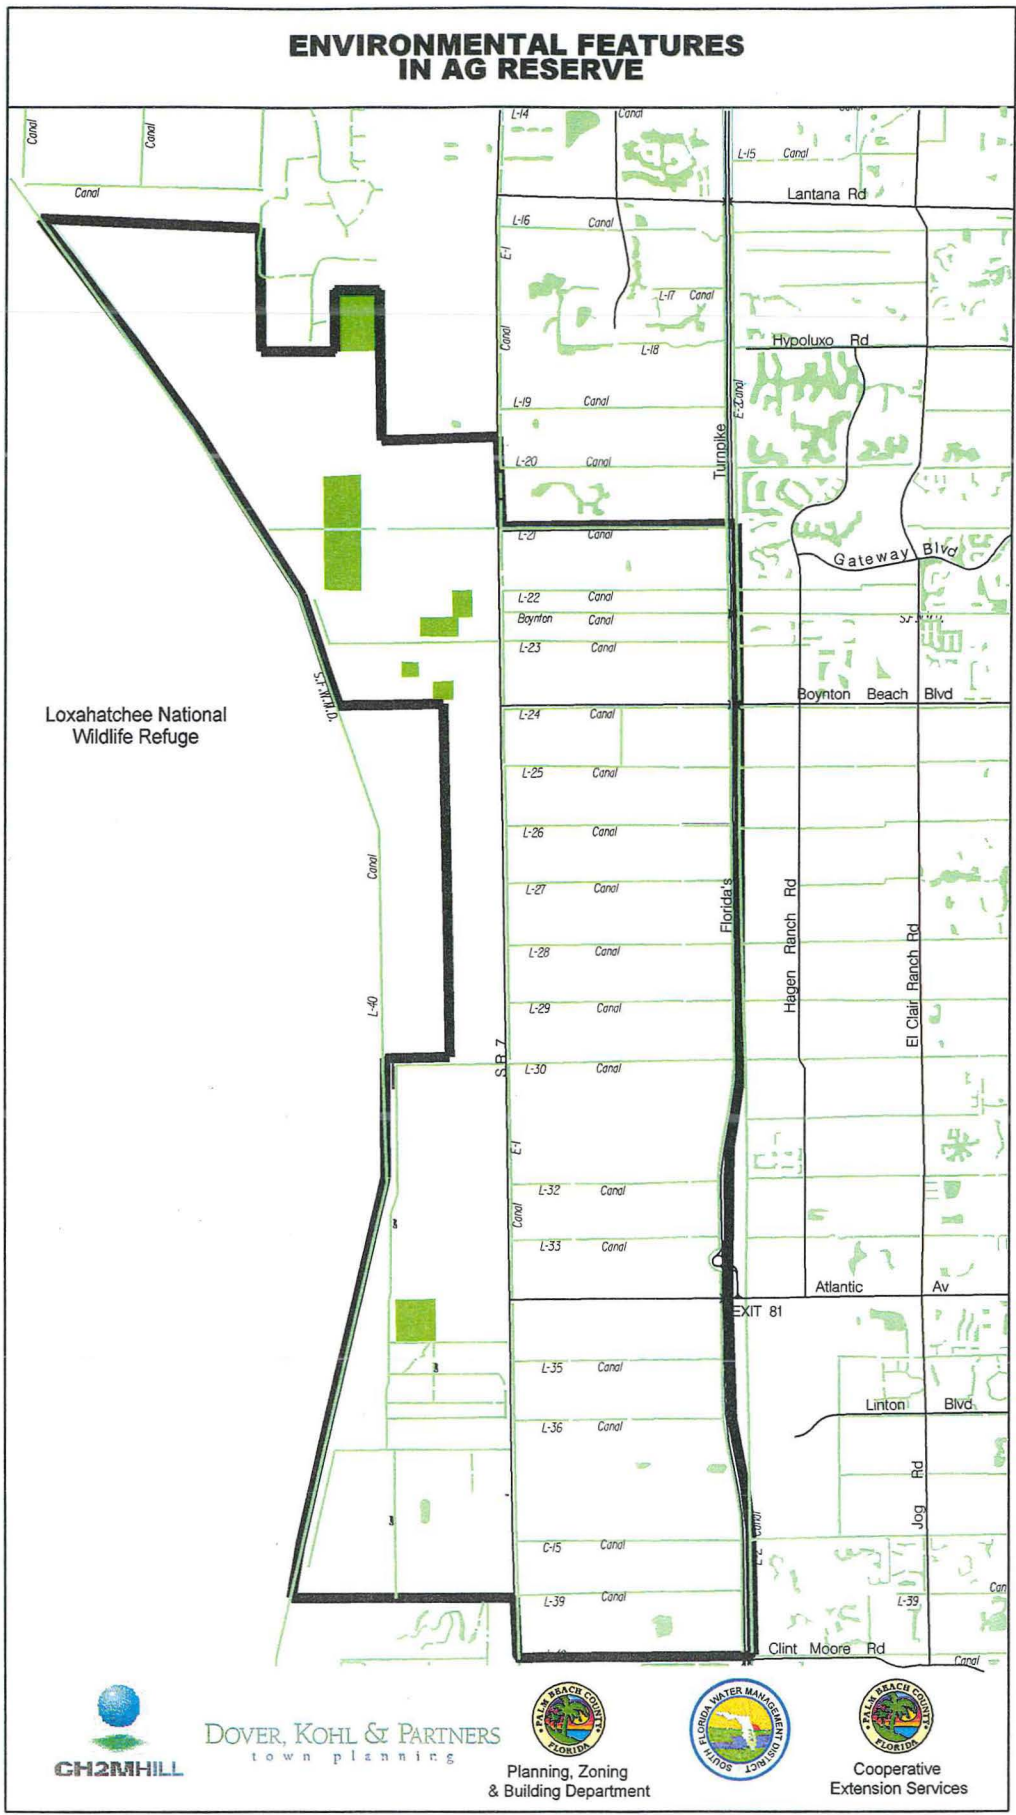 ENVIRONMENTAL FEATURES
IN AG RESERVE
Canal
Canal
Canal
L-14
Canal
L-15 Canal
Lantana Rd
L-16 Canal
E-1
Canal
L-17 Canal
L-18
Hypoluxo Rd
L-19 Canal
E-2 Canal
Turnpike
L-20 Canal
L-21 Canal
Gateway Blvd
L-22 Canal
Boynton Canal
L-23 Canal
S.F.W.M.D.
S.F.W.M.D.
Boynton Beach Blvd
Loxahatchee National
Wildlife Refuge
L-24 Canal
L-25 Canal
L-26 Canal
Canal
L-40
L-27 Canal
Florida's
Hagen Ranch Rd
El Clair Ranch Rd
L-28 Canal
L-29 Canal
S.R. 7
L-30 Canal
E-1
Canal
L-32 Canal
L-33 Canal
Atlantic Av
EXIT 81
L-35 Canal
Linton Blvd
L-36 Canal
Jog Rd
E-2 Canal
C-15 Canal
L-39 Canal
L-39
Can
Clint Moore Rd
Canal
CH2MHILL
DOVER, KOHL & PARTNERS
town planning
PALM BEACH COUNTY
FLORIDA
Planning, Zoning
& Building Department
SOUTH FLORIDA WATER MANAGEMENT DISTRICT
PALM BEACH COUNTY
FLORIDA
Cooperative
Extension Services